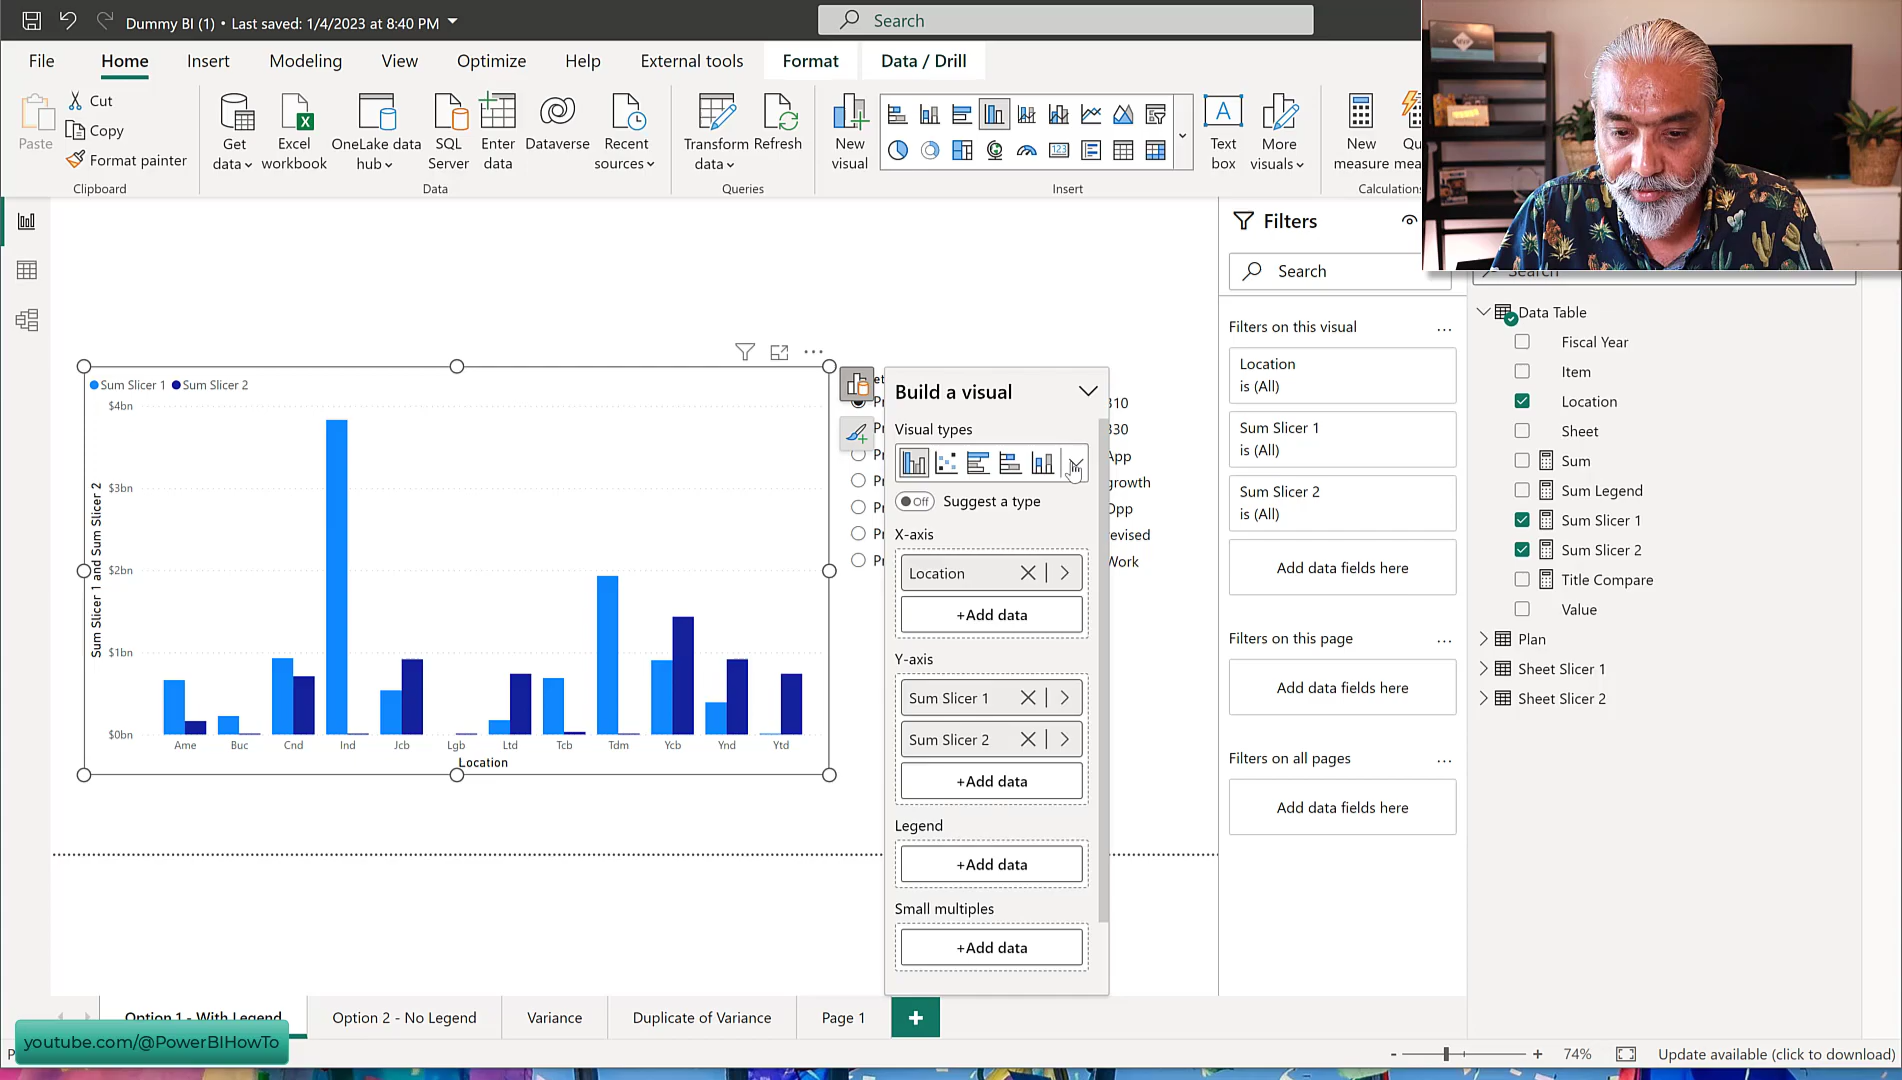 Dummy BI (1) • Last saved: 1/4/2023 at 8:40 PM
Search
File Home Insert Modeling View Optimize Help External tools Format Data / Drill
Paste
Cut
Copy
Format painter
Clipboard
Get data
Excel workbook
OneLake data hub
SQL Server
Enter data
Dataverse
Recent sources
Data
Transform data
Refresh
Queries
New visual
Insert
Text box
More visuals
New measure
Calculations
Filters
Search
Filters on this visual
Location
is (All)
Sum Slicer 1
is (All)
Sum Slicer 2
is (All)
Add data fields here
Filters on this page
Add data fields here
Filters on all pages
Add data fields here
Data Table
Fiscal Year
Item
Location
Sheet
Sum
Sum Legend
Sum Slicer 1
Sum Slicer 2
Title Compare
Value
Plan
Sheet Slicer 1
Sheet Slicer 2
Sum Slicer 1 Sum Slicer 2
$4bn
$3bn
$2bn
$1bn
$0bn
Sum Slicer 1 and Sum Slicer 2
Ame Buc Cnd Ind Jcb Lgb Ltd Tcb Tdm Ycb Ynd Ytd
Location
Build a visual
Visual types
Off Suggest a type
X-axis
Location
+Add data
Y-axis
Sum Slicer 1
Sum Slicer 2
+Add data
Legend
+Add data
Small multiples
+Add data
growth
Work
Option 1 - With Legend
Option 2 - No Legend
Variance
Duplicate of Variance
Page 1
youtube.com/@PowerBIHowTo
- + 74%
Update available (click to download)